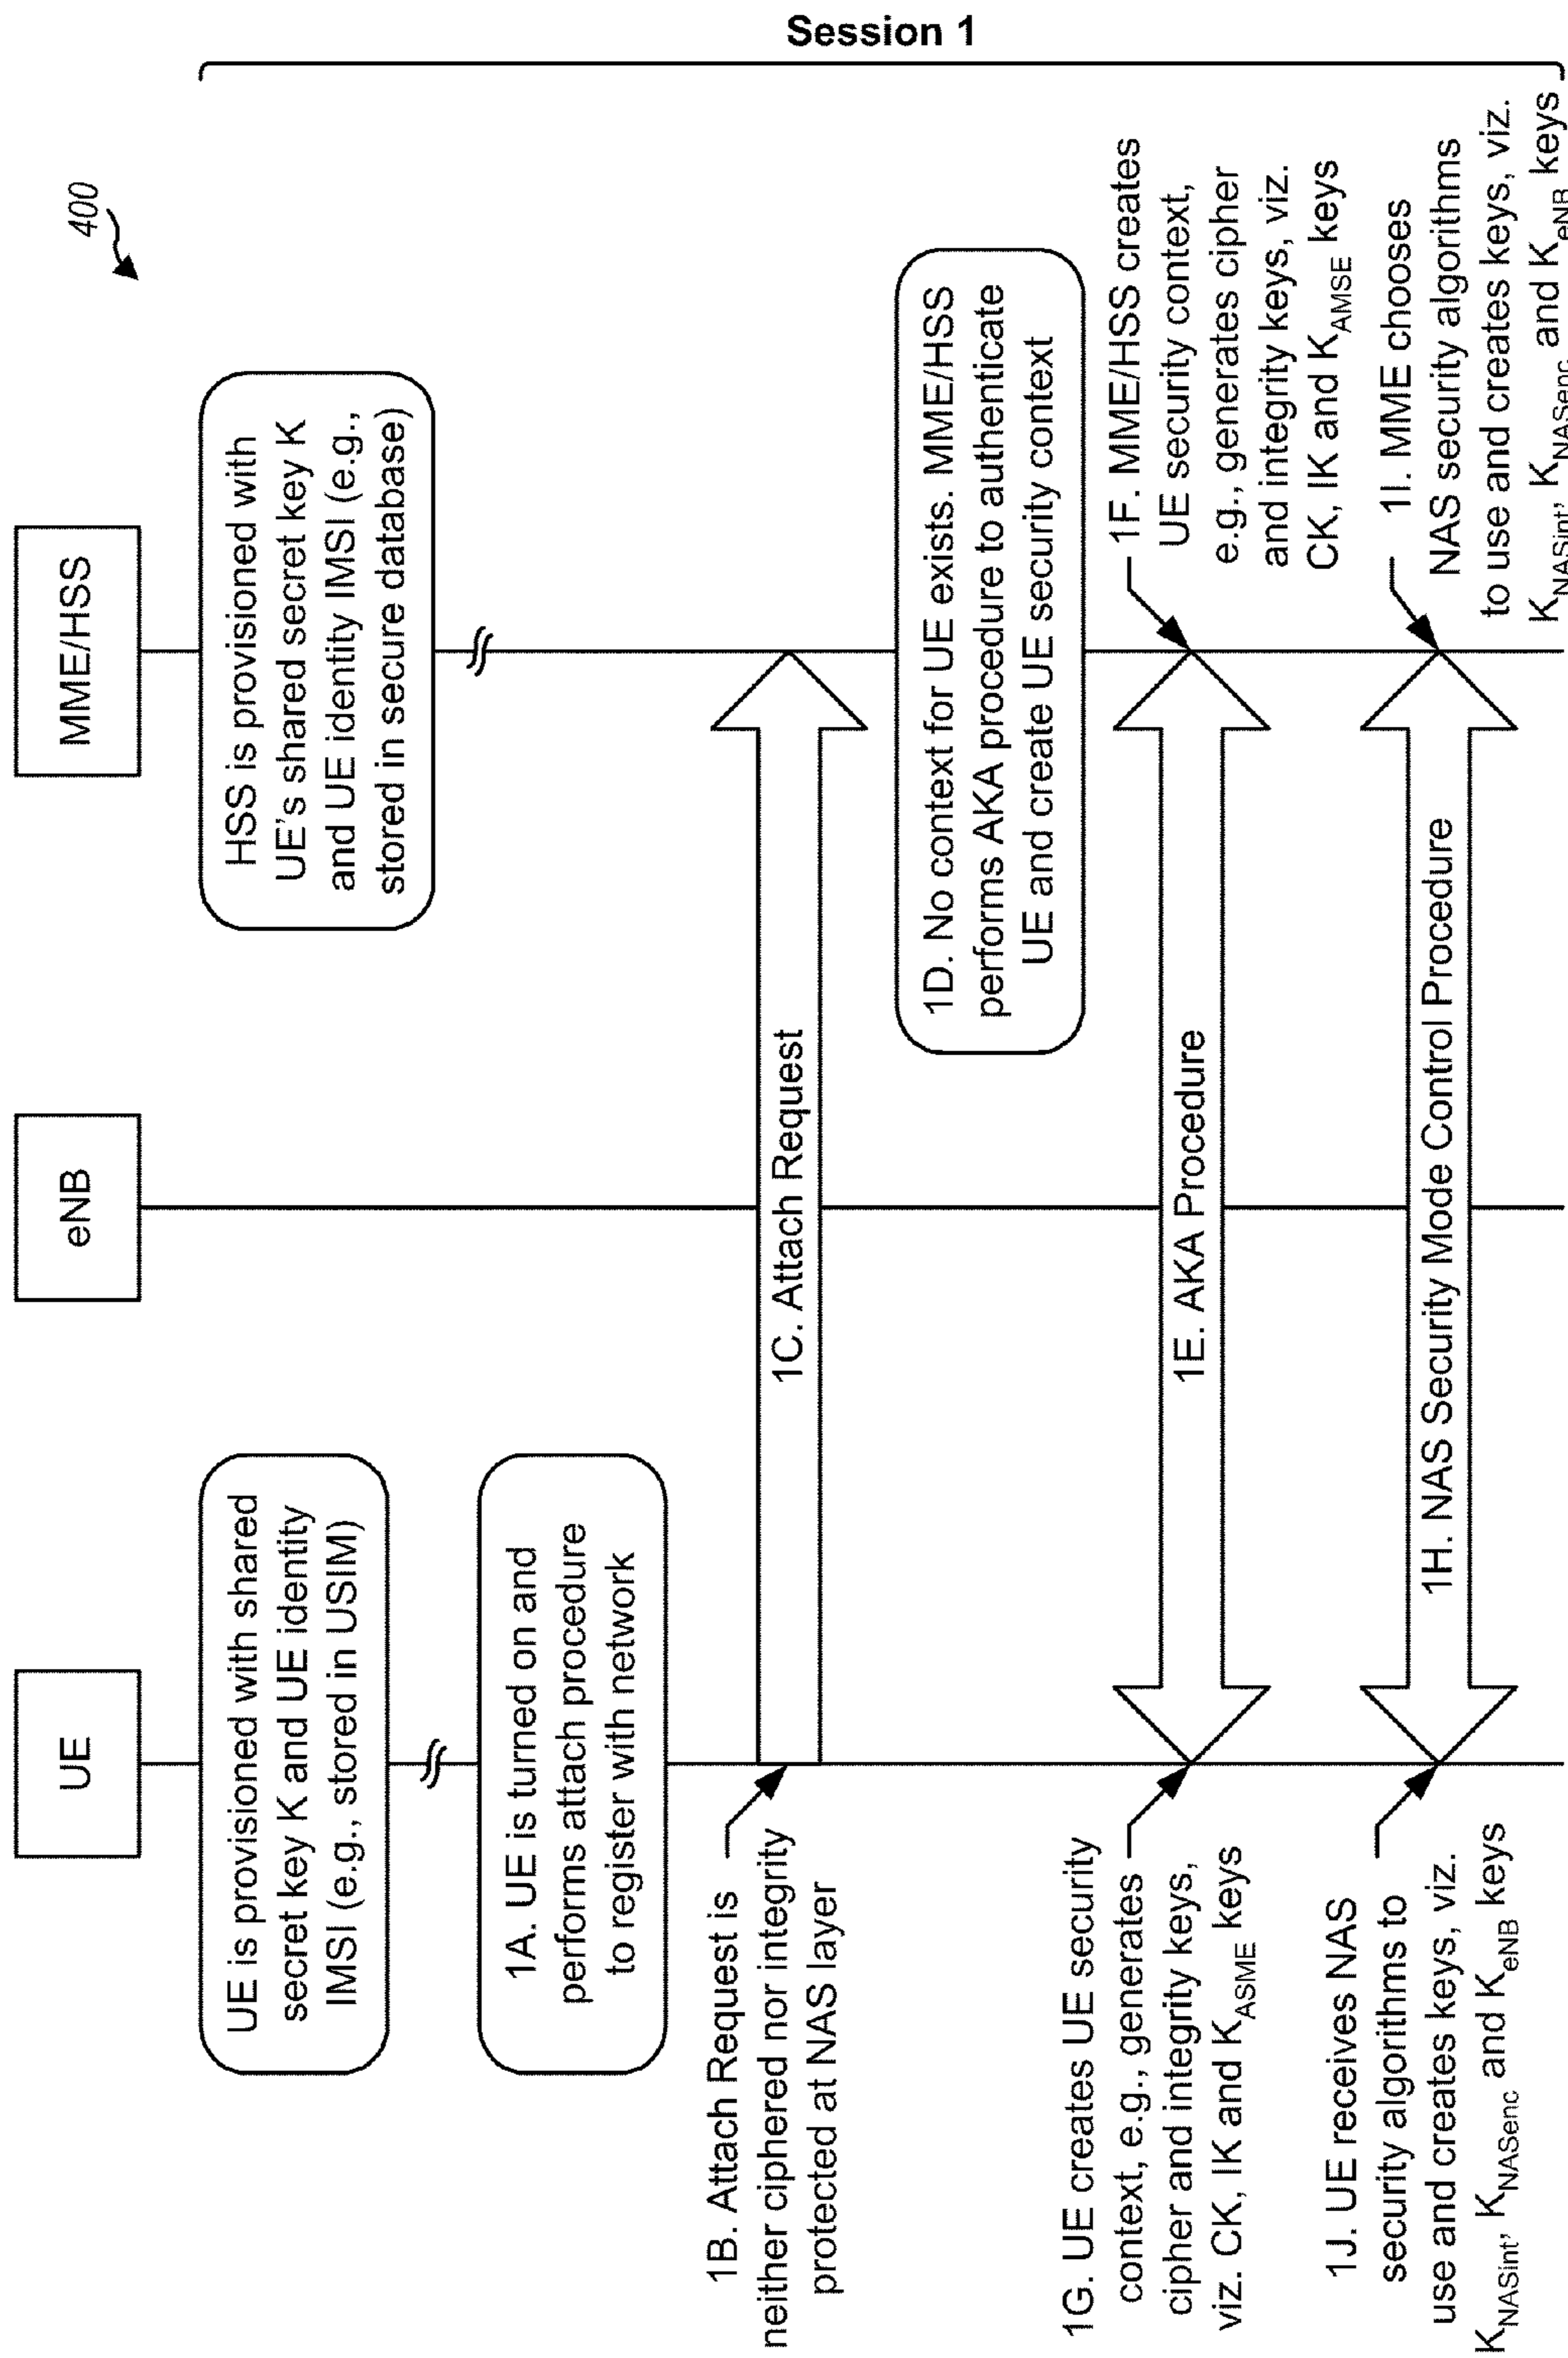 400
UE
eNB
MME/HSS
UE is provisioned with shared
secret key K and UE identity
IMSI (e.g., stored in USIM)
HSS is provisioned with
UE's shared secret key K
and UE identity IMSI (e.g.,
stored in secure database)
1A. UE is turned on and
performs attach procedure
to register with network
1B. Attach Request is
neither ciphered nor integrity
protected at NAS layer
1C. Attach Request
1D. No context for UE exists. MME/HSS
performs AKA procedure to authenticate
UE and create UE security context
1E. AKA Procedure
1F. MME/HSS creates
UE security context,
e.g., generates cipher
and integrity keys, viz.
CK, IK and KAMSE keys
1G. UE creates UE security
context, e.g., generates
cipher and integrity keys,
viz. CK, IK and KASME keys
1H. NAS Security Mode Control Procedure
1I. MME chooses
NAS security algorithms
to use and creates keys, viz.
KNASint, KNASenc and KeNB keys
1J. UE receives NAS
security algorithms to
use and creates keys, viz.
KNASint, KNASenc and KeNB keys
Session 1